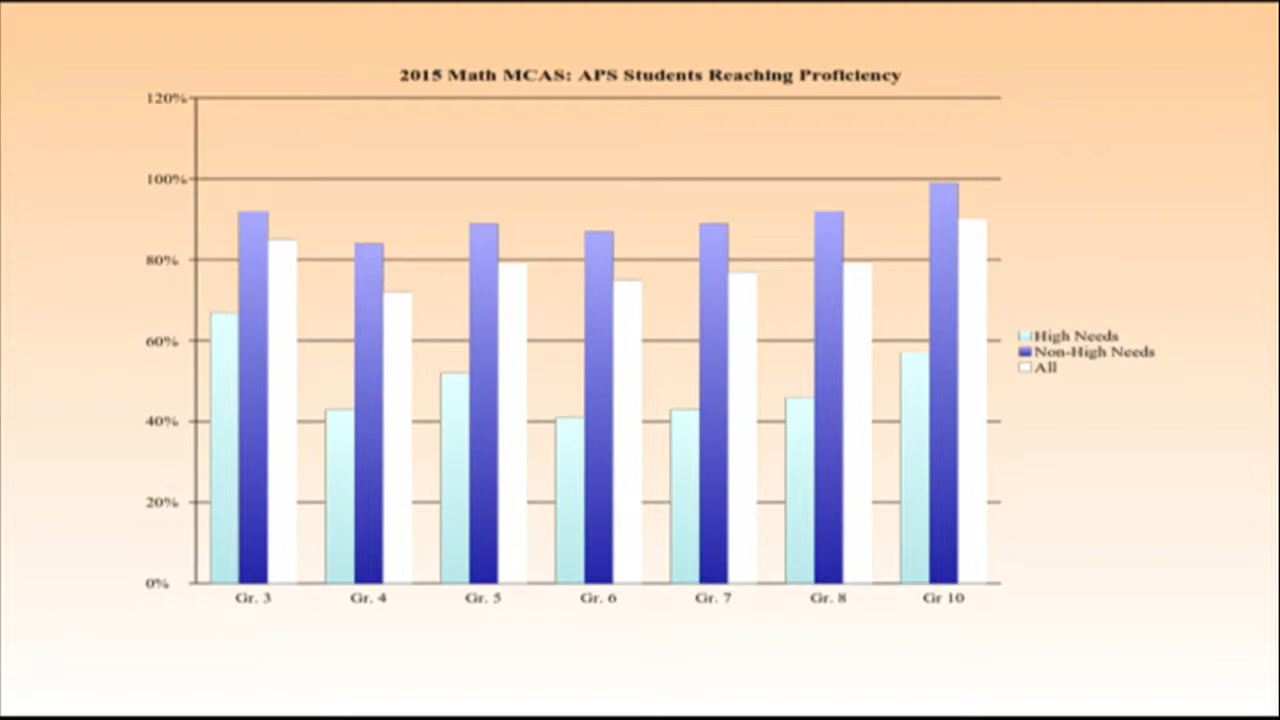 2015 Math MCAS: APS Students Reaching Proficiency
120%
100%
80%
60%
40%
20%
0%
Gr. 3 Gr. 4 Gr. 5 Gr. 6 Gr. 7 Gr. 8 Gr 10
High Needs
Non-High Needs
All